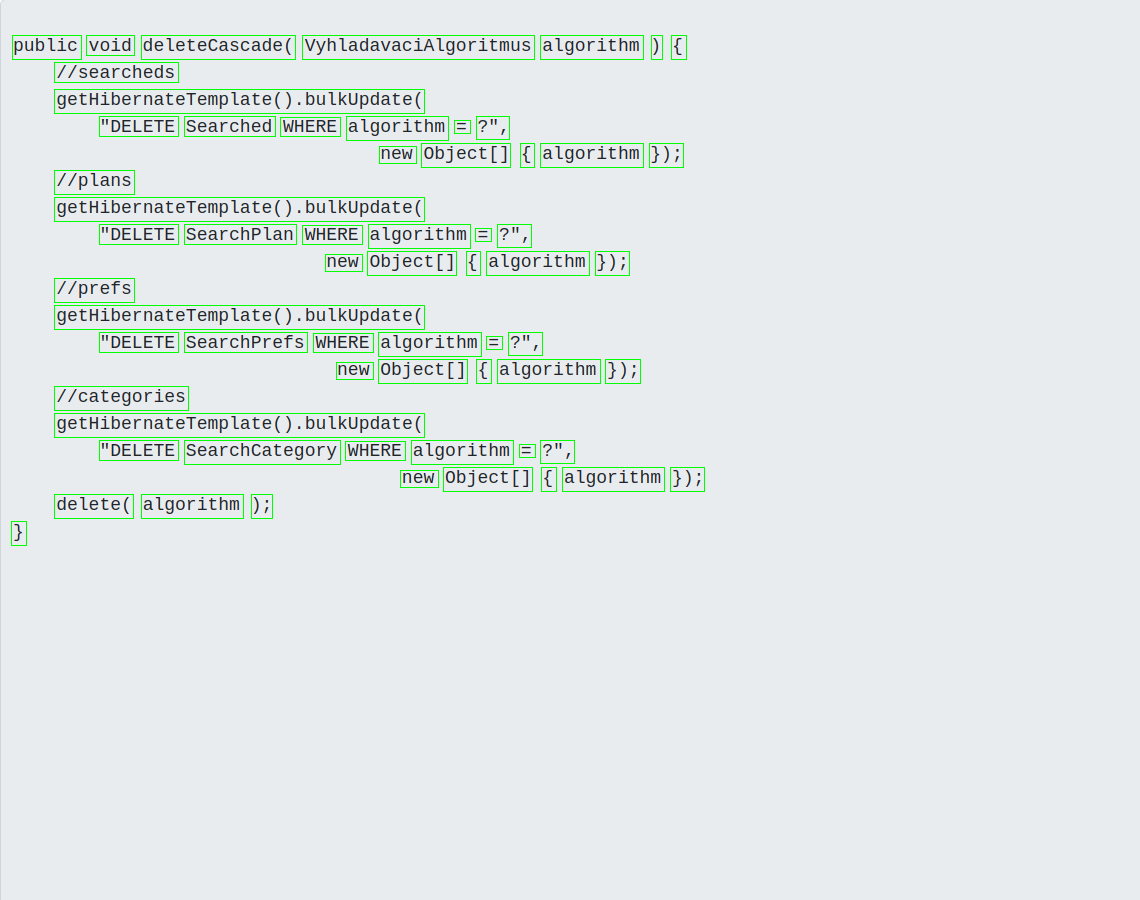 public void deleteCascade( VyhladavaciAlgoritmus algorithm ) {
//searcheds
getHibernateTemplate().bulkUpdate(
"DELETE Searched WHERE algorithm = ?",
new Object[] { algorithm });
//plans
getHibernateTemplate().bulkUpdate(
"DELETE SearchPlan WHERE algorithm = ?",
new Object[] { algorithm });
//prefs
getHibernateTemplate().bulkUpdate(
"DELETE SearchPrefs WHERE algorithm = ?",
new Object[] { algorithm });
//categories
getHibernateTemplate().bulkUpdate(
"DELETE SearchCategory WHERE algorithm = ?",
new Object[] { algorithm });
delete( algorithm );
}